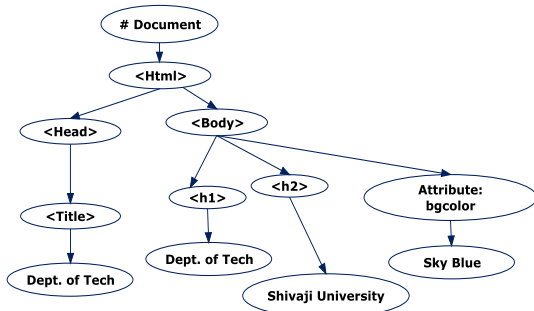 # Document
<Html>
<Head>
<Body>
<h1>
<h2>
Attribute:
bgcolor
<Title>
Dept. of Tech
Sky Blue
Dept. of Tech
Shivaji University